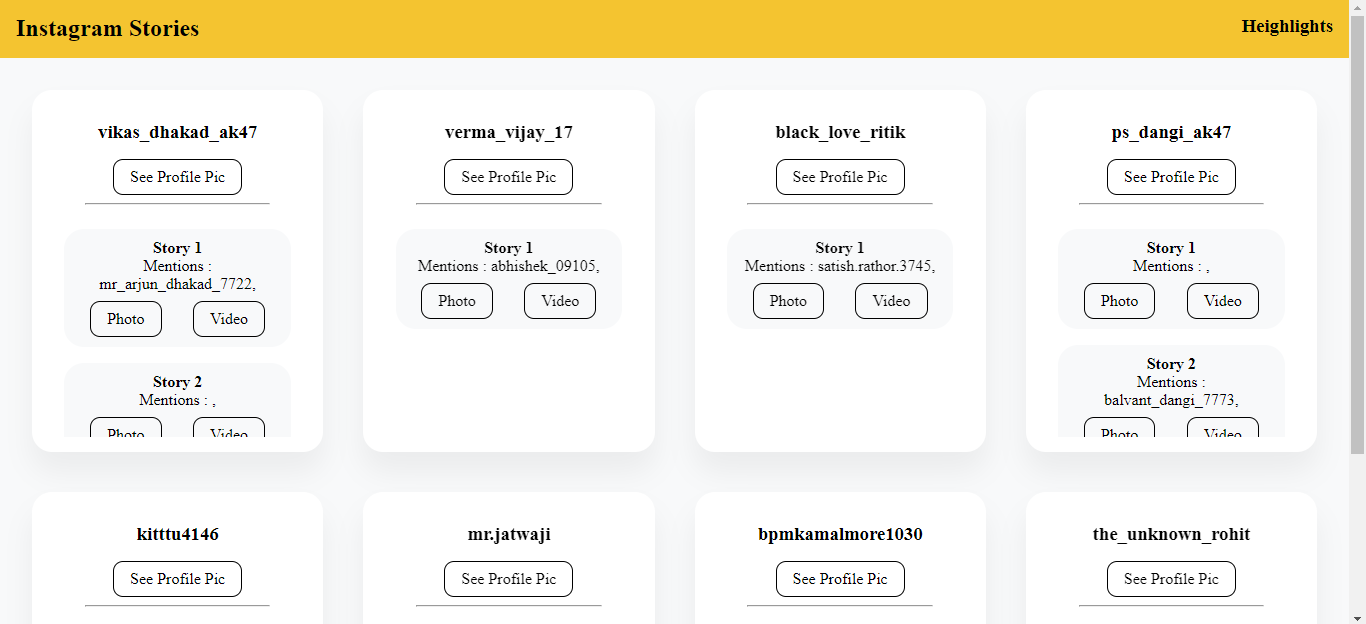 Instagram Stories
Heighlights
vikas_dhakad_ak47
See Profile Pic
Story 1
Mentions :
mr_arjun_dhakad_7722,
Photo
Video
Story 2
Mentions : ,
Photo
Video
verma_vijay_17
See Profile Pic
Story 1
Mentions : abhishek_09105,
Photo
Video
black_love_ritik
See Profile Pic
Story 1
Mentions : satish.rathor.3745,
Photo
Video
ps_dangi_ak47
See Profile Pic
Story 1
Mentions : ,
Photo
Video
Story 2
Mentions :
balvant_dangi_7773,
Photo
Video
kitttu4146
See Profile Pic
mr.jatwaji
See Profile Pic
bpmkamalmore1030
See Profile Pic
the_unknown_rohit
See Profile Pic